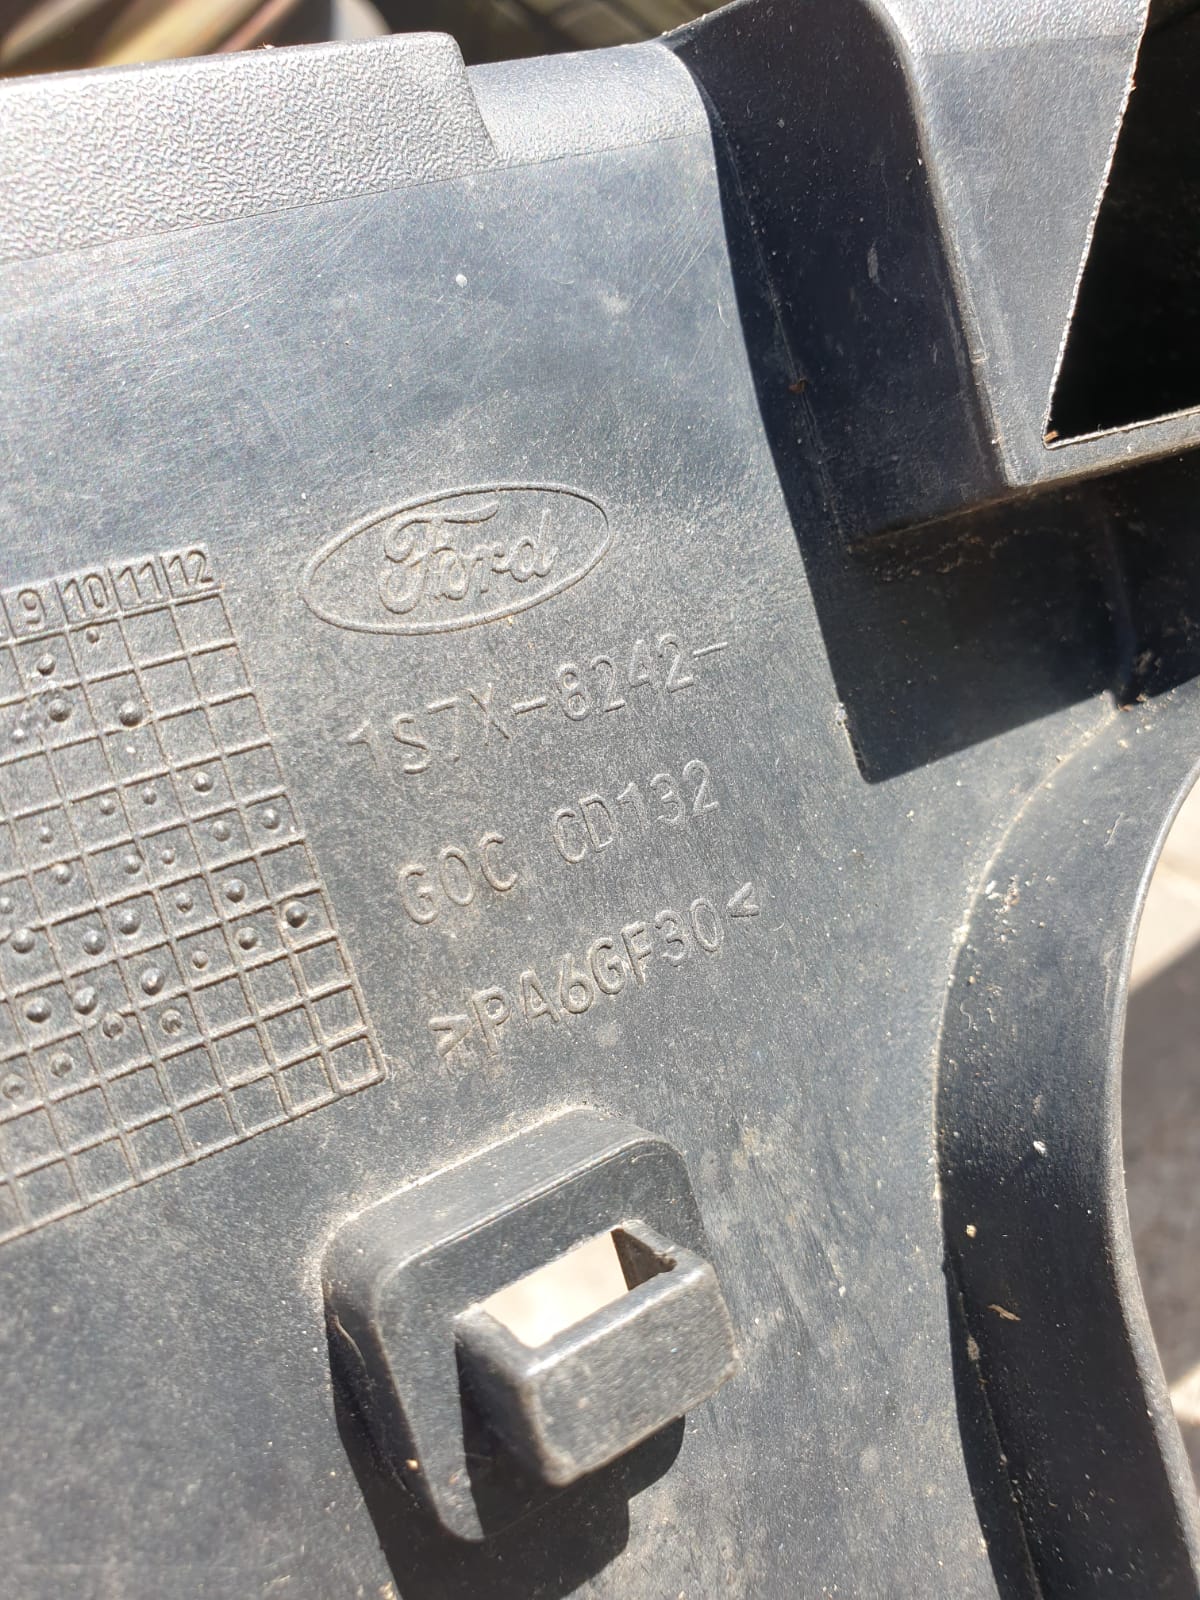 9 10 11 12
Ford
1S7X-8242-
GOC CD132
>PA6GF30<